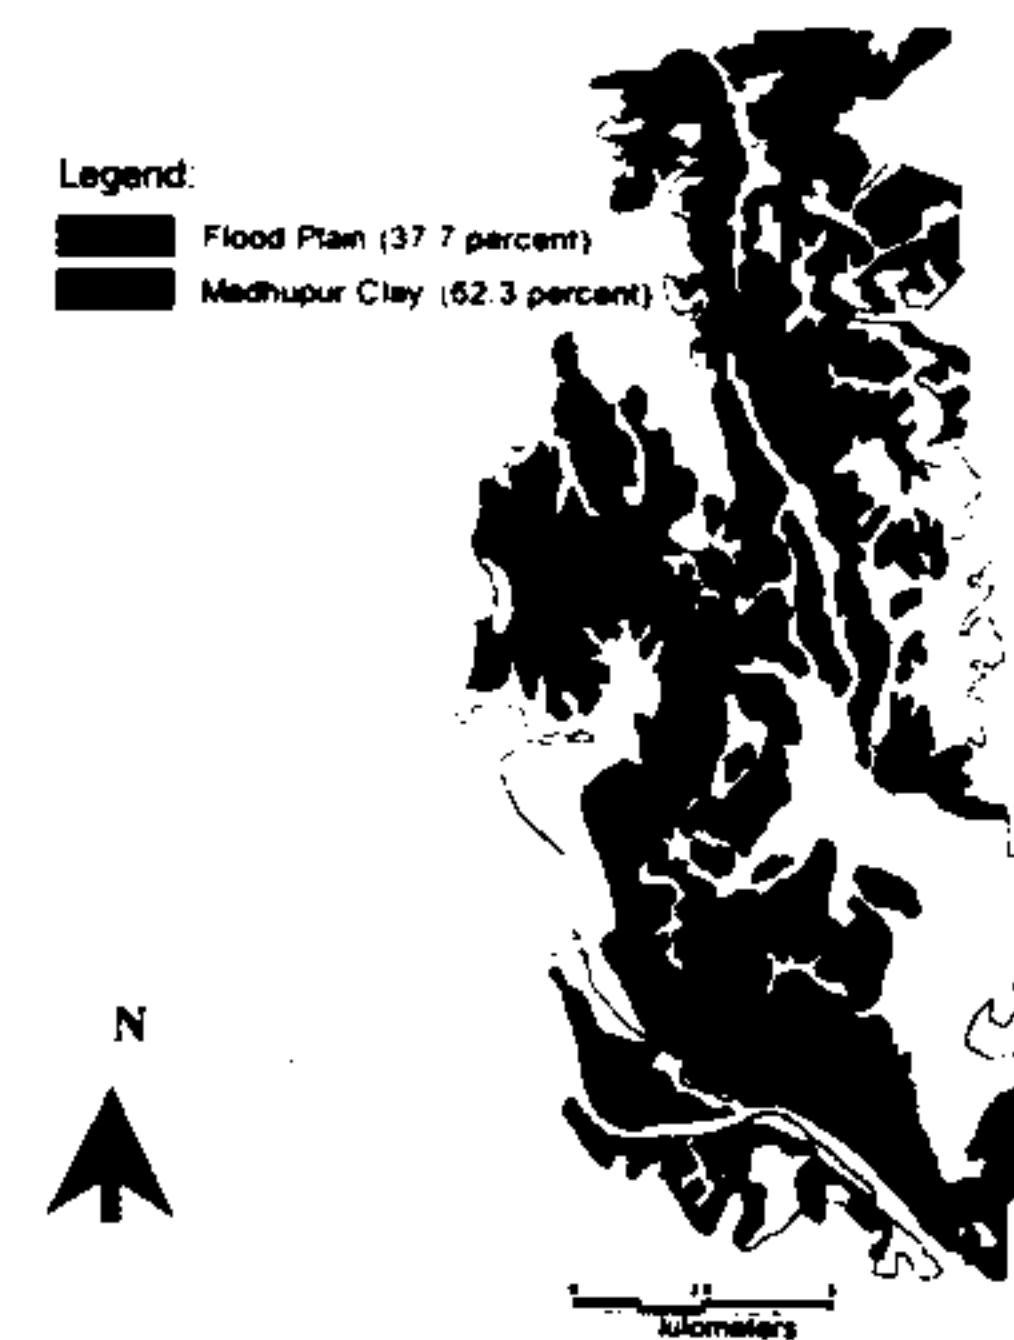 Legend:
Flood Plain (37 7 percent)
Madhupur Clay (62.3 percent)
N
kilometers